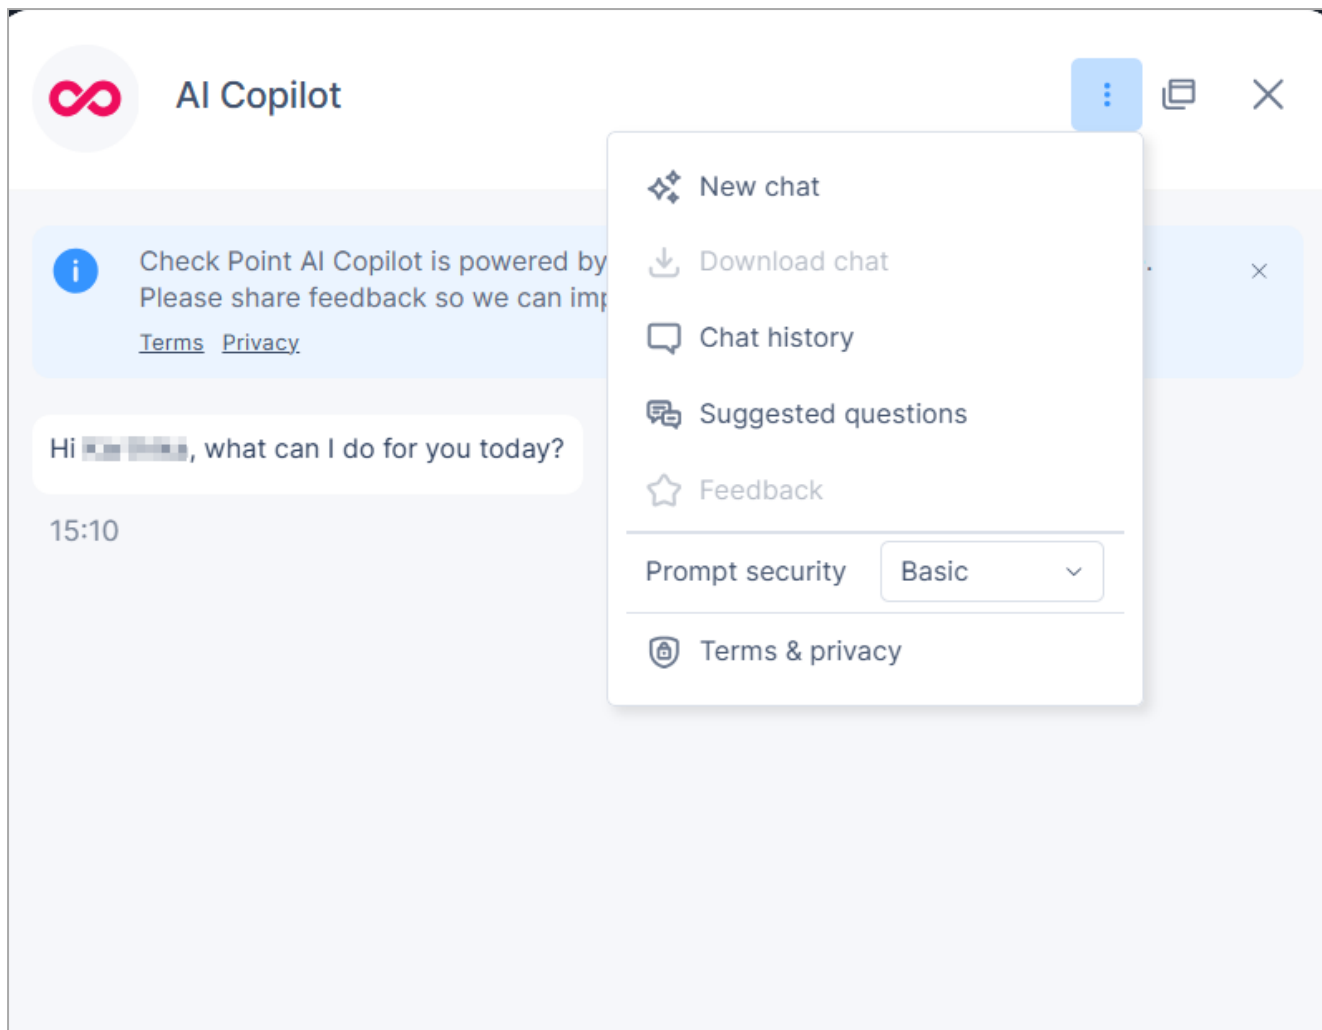 AI Copilot
New chat
Download chat
Chat history
Suggested questions
Feedback
Prompt security Basic
Terms & privacy
Check Point AI Copilot is powered by
.
Please share feedback so we can
Terms Privacy
Hi , what can I do for you today?
15:10